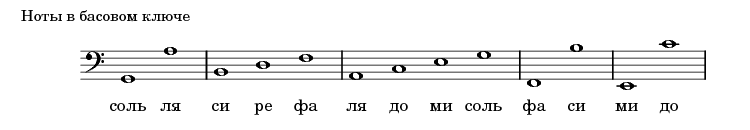 Ноты в басовом ключе
соль ля си ре фа ля до ми соль фа си ми до